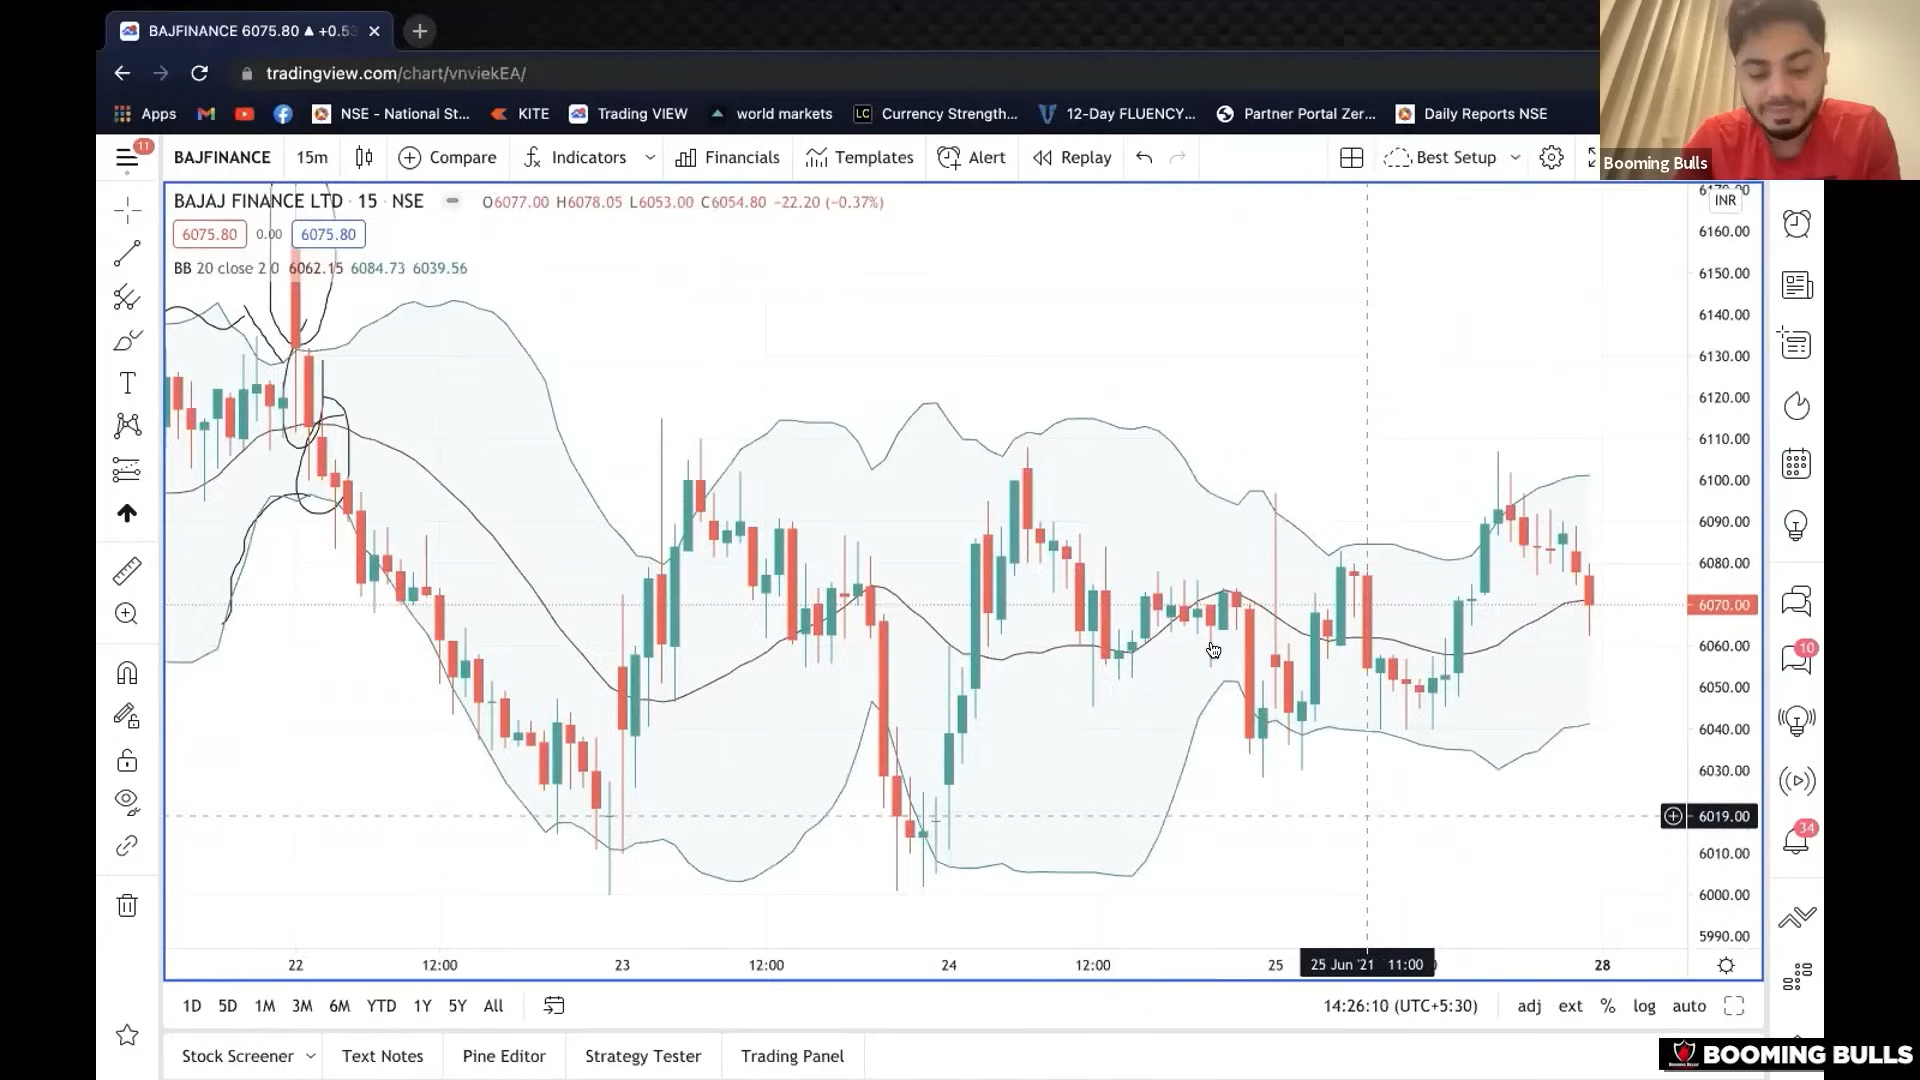 BAJFINANCE 6075.80 ▲ +0.53
tradingview.com/chart/vnviekEA/
Apps NSE - National St... KITE Trading VIEW world markets LC Currency Strength... 12-Day FLUENCY... Partner Portal Zer... Daily Reports NSE
Booming Bulls
11
BAJFINANCE 15m Compare Indicators Financials Templates Alert Replay Best Setup
BAJAJ FINANCE LTD · 15 · NSE O6077.00 H6078.05 L6053.00 C6054.80 −22.20 (−0.37%)
6075.80 0.00 6075.80
BB 20 close 2 0 6062.15 6084.73 6039.56
6170.00
INR
6160.00
6150.00
6140.00
6130.00
6120.00
6110.00
6100.00
6090.00
6080.00
6070.00
6060.00
6050.00
6040.00
6030.00
6019.00
6010.00
6000.00
5990.00
10
34
22 12:00 23 12:00 24 12:00 25 25 Jun '21 11:00 28
1D 5D 1M 3M 6M YTD 1Y 5Y All 14:26:10 (UTC+5:30) adj ext % log auto
Stock Screener Text Notes Pine Editor Strategy Tester Trading Panel
BOOMING BULLS